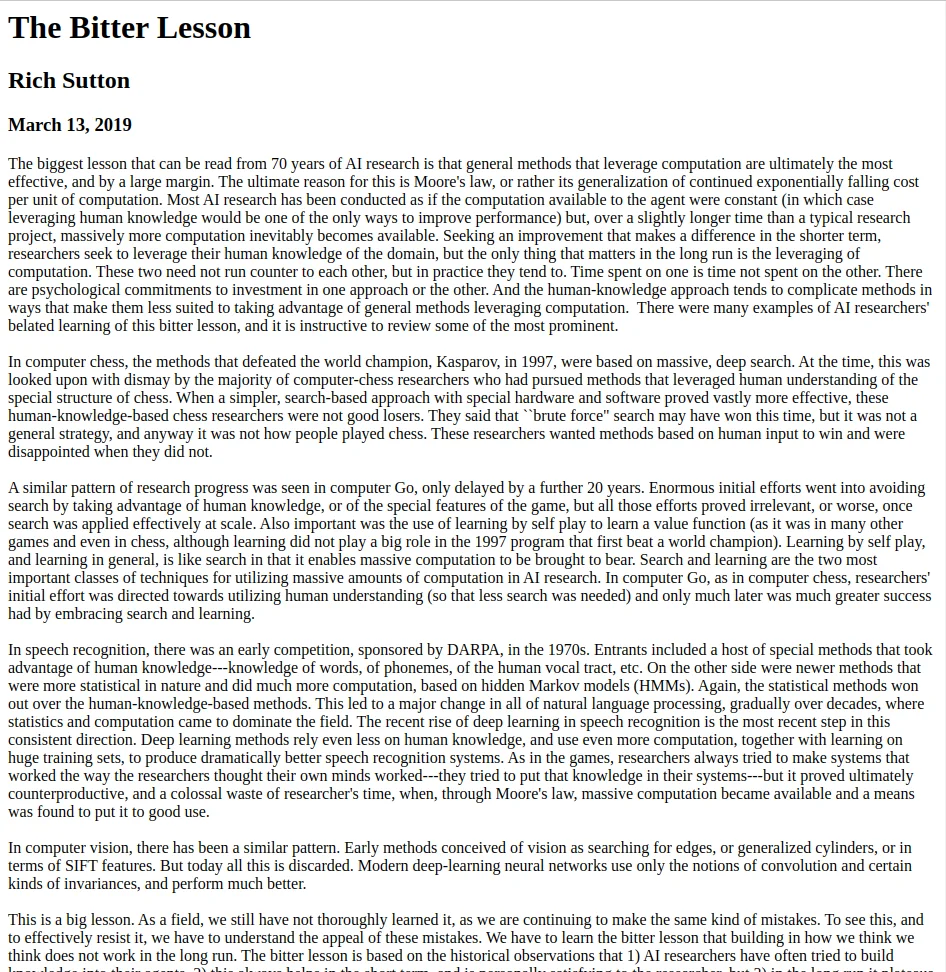 The Bitter Lesson
Rich Sutton
March 13, 2019
The biggest lesson that can be read from 70 years of AI research is that general methods that leverage computation are ultimately the most
effective, and by a large margin. The ultimate reason for this is Moore's law, or rather its generalization of continued exponentially falling cost
per unit of computation. Most AI research has been conducted as if the computation available to the agent were constant (in which case
leveraging human knowledge would be one of the only ways to improve performance) but, over a slightly longer time than a typical research
project, massively more computation inevitably becomes available. Seeking an improvement that makes a difference in the shorter term,
researchers seek to leverage their human knowledge of the domain, but the only thing that matters in the long run is the leveraging of
computation. These two need not run counter to each other, but in practice they tend to. Time spent on one is time not spent on the other. There
are psychological commitments to investment in one approach or the other. And the human-knowledge approach tends to complicate methods in
ways that make them less suited to taking advantage of general methods leveraging computation.  There were many examples of AI researchers'
belated learning of this bitter lesson, and it is instructive to review some of the most prominent.
In computer chess, the methods that defeated the world champion, Kasparov, in 1997, were based on massive, deep search. At the time, this was
looked upon with dismay by the majority of computer-chess researchers who had pursued methods that leveraged human understanding of the
special structure of chess. When a simpler, search-based approach with special hardware and software proved vastly more effective, these
human-knowledge-based chess researchers were not good losers. They said that ``brute force" search may have won this time, but it was not a
general strategy, and anyway it was not how people played chess. These researchers wanted methods based on human input to win and were
disappointed when they did not.
A similar pattern of research progress was seen in computer Go, only delayed by a further 20 years. Enormous initial efforts went into avoiding
search by taking advantage of human knowledge, or of the special features of the game, but all those efforts proved irrelevant, or worse, once
search was applied effectively at scale. Also important was the use of learning by self play to learn a value function (as it was in many other
games and even in chess, although learning did not play a big role in the 1997 program that first beat a world champion). Learning by self play,
and learning in general, is like search in that it enables massive computation to be brought to bear. Search and learning are the two most
important classes of techniques for utilizing massive amounts of computation in AI research. In computer Go, as in computer chess, researchers'
initial effort was directed towards utilizing human understanding (so that less search was needed) and only much later was much greater success
had by embracing search and learning.
In speech recognition, there was an early competition, sponsored by DARPA, in the 1970s. Entrants included a host of special methods that took
advantage of human knowledge---knowledge of words, of phonemes, of the human vocal tract, etc. On the other side were newer methods that
were more statistical in nature and did much more computation, based on hidden Markov models (HMMs). Again, the statistical methods won
out over the human-knowledge-based methods. This led to a major change in all of natural language processing, gradually over decades, where
statistics and computation came to dominate the field. The recent rise of deep learning in speech recognition is the most recent step in this
consistent direction. Deep learning methods rely even less on human knowledge, and use even more computation, together with learning on
huge training sets, to produce dramatically better speech recognition systems. As in the games, researchers always tried to make systems that
worked the way the researchers thought their own minds worked---they tried to put that knowledge in their systems---but it proved ultimately
counterproductive, and a colossal waste of researcher's time, when, through Moore's law, massive computation became available and a means
was found to put it to good use.
In computer vision, there has been a similar pattern. Early methods conceived of vision as searching for edges, or generalized cylinders, or in
terms of SIFT features. But today all this is discarded. Modern deep-learning neural networks use only the notions of convolution and certain
kinds of invariances, and perform much better.
This is a big lesson. As a field, we still have not thoroughly learned it, as we are continuing to make the same kind of mistakes. To see this, and
to effectively resist it, we have to understand the appeal of these mistakes. We have to learn the bitter lesson that building in how we think we
think does not work in the long run. The bitter lesson is based on the historical observations that 1) AI researchers have often tried to build